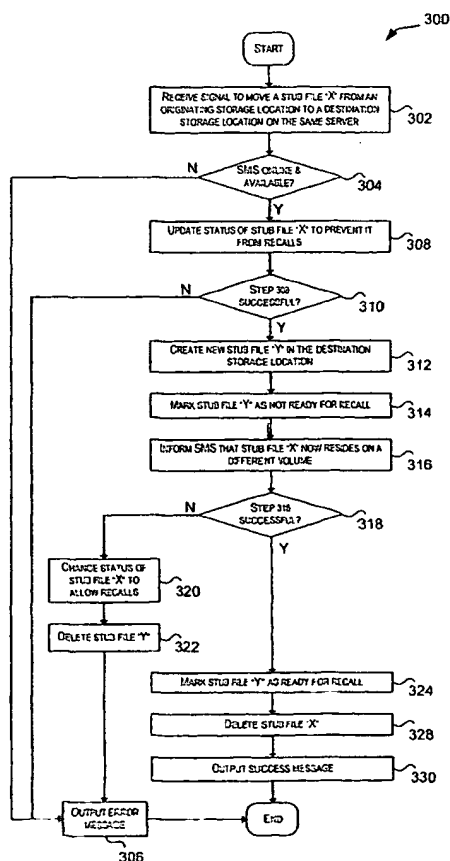 300
START
RECEIVE SIGNAL TO MOVE A STUB FILE "X" FROM AN
ORIGINATING STORAGE LOCATION TO A DESTINATION
STORAGE LOCATION ON THE SAME SERVER
302
N
SMS ONLINE &
AVAILABLE?
304
Y
UPDATE STATUS OF STUB FILE "X" TO PREVENT IT
FROM RECALLS
308
N
STEP 308
SUCCESSFUL?
310
Y
CREATE NEW STUB FILE "Y" IN THE DESTINATION
STORAGE LOCATION
312
MARK STUB FILE "Y" AS NOT READY FOR RECALL
314
INFORM SMS THAT STUB FILE "X" NOW RESIDES ON A
DIFFERENT VOLUME
316
N
STEP 316
SUCCESSFUL?
318
Y
CHANGE STATUS OF
STUB FILE "X" TO
ALLOW RECALLS
320
DELETE STUB FILE "Y"
322
MARK STUB FILE "Y" AS READY FOR RECALL
324
DELETE STUB FILE "X"
328
OUTPUT SUCCESS MESSAGE
330
OUTPUT ERROR
MESSAGE
306
END